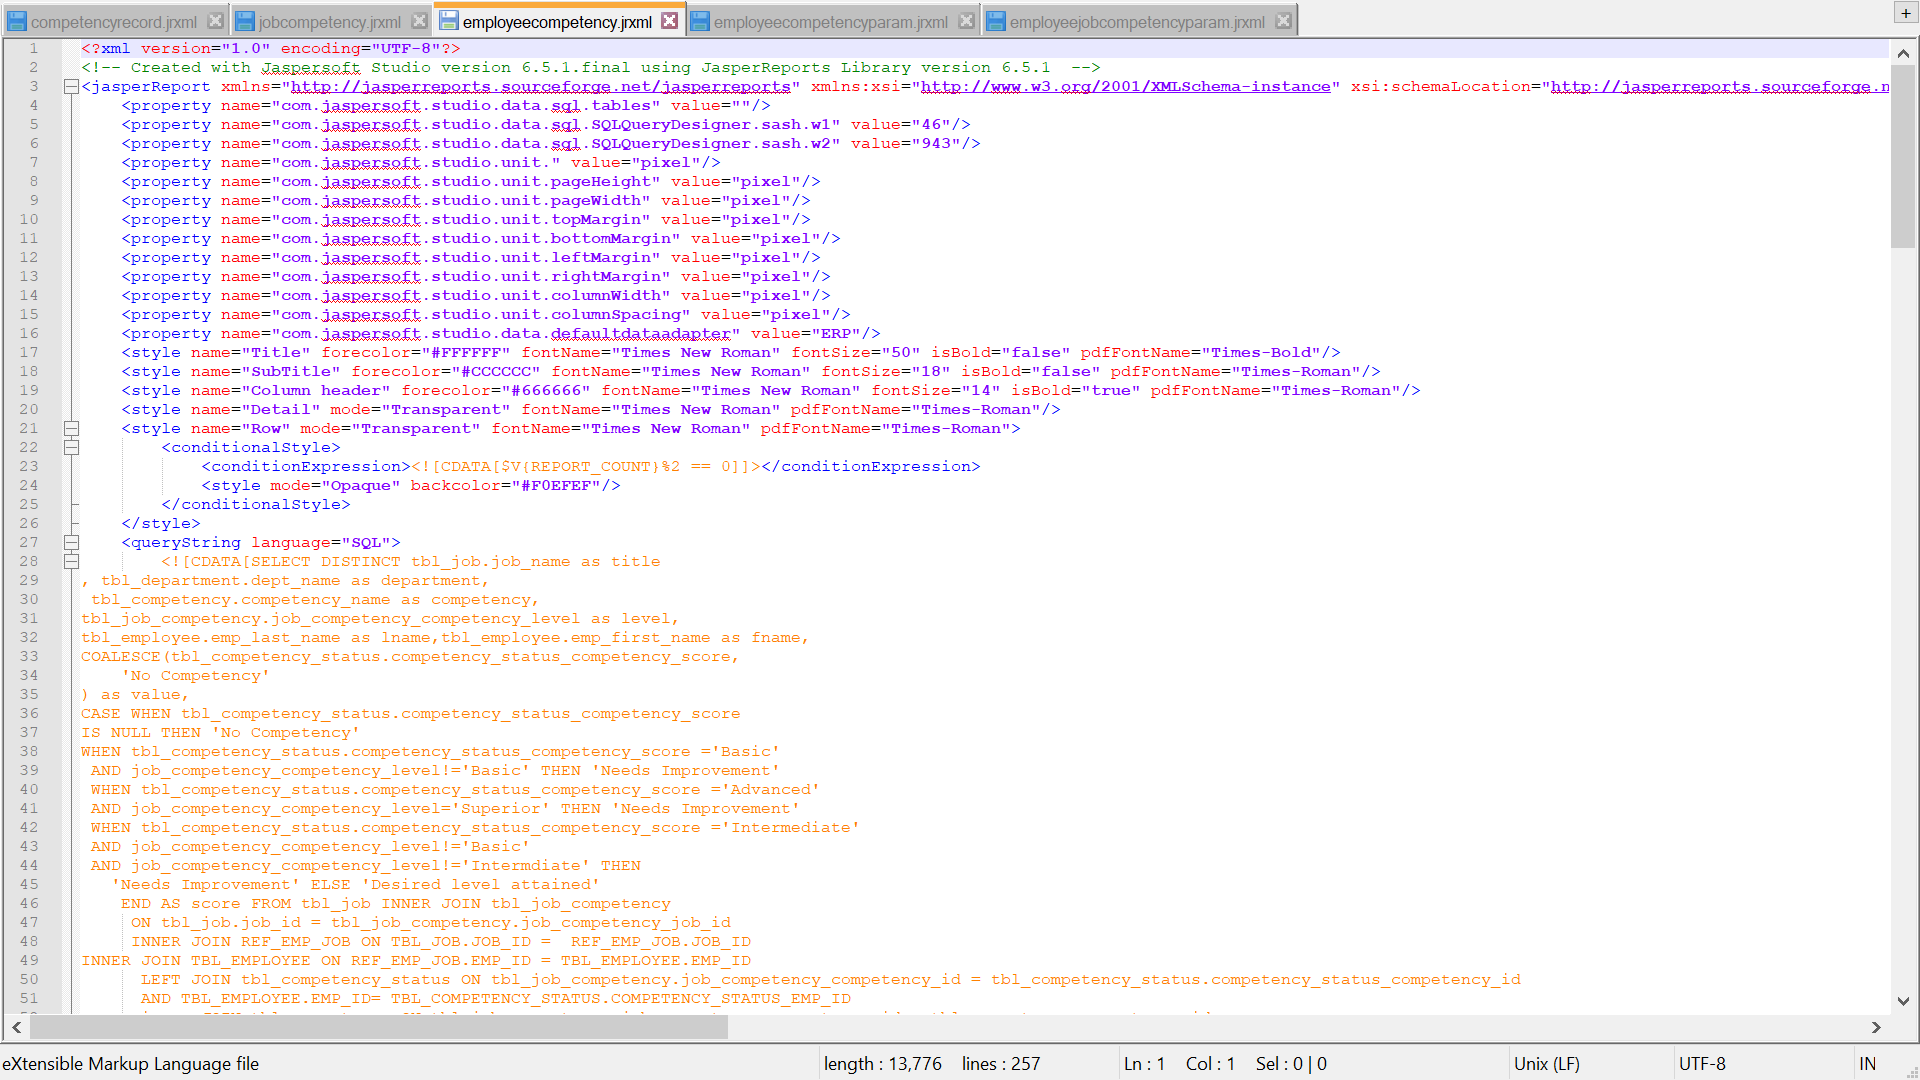 competencyrecord.jrxml jobcompetency.jrxml employeecompetency.jrxml employeecompetencyparam.jrxml employeejobcompetencyparam.jrxml +
1 <?xml version="1.0" encoding="UTF-8"?>
2 <!-- Created with Jaspersoft Studio version 6.5.1.final using JasperReports Library version 6.5.1  -->
3 <jasperReport xmlns="http://jasperreports.sourceforge.net/jasperreports" xmlns:xsi="http://www.w3.org/2001/XMLSchema-instance" xsi:schemaLocation="http://jasperreports.sourceforge.n
4 <property name="com.jaspersoft.studio.data.sql.tables" value=""/>
5 <property name="com.jaspersoft.studio.data.sql.SQLQueryDesigner.sash.w1" value="46"/>
6 <property name="com.jaspersoft.studio.data.sql.SQLQueryDesigner.sash.w2" value="943"/>
7 <property name="com.jaspersoft.studio.unit." value="pixel"/>
8 <property name="com.jaspersoft.studio.unit.pageHeight" value="pixel"/>
9 <property name="com.jaspersoft.studio.unit.pageWidth" value="pixel"/>
10 <property name="com.jaspersoft.studio.unit.topMargin" value="pixel"/>
11 <property name="com.jaspersoft.studio.unit.bottomMargin" value="pixel"/>
12 <property name="com.jaspersoft.studio.unit.leftMargin" value="pixel"/>
13 <property name="com.jaspersoft.studio.unit.rightMargin" value="pixel"/>
14 <property name="com.jaspersoft.studio.unit.columnWidth" value="pixel"/>
15 <property name="com.jaspersoft.studio.unit.columnSpacing" value="pixel"/>
16 <property name="com.jaspersoft.studio.data.defaultdataadapter" value="ERP"/>
17 <style name="Title" forecolor="#FFFFFF" fontName="Times New Roman" fontSize="50" isBold="false" pdfFontName="Times-Bold"/>
18 <style name="SubTitle" forecolor="#CCCCCC" fontName="Times New Roman" fontSize="18" isBold="false" pdfFontName="Times-Roman"/>
19 <style name="Column header" forecolor="#666666" fontName="Times New Roman" fontSize="14" isBold="true" pdfFontName="Times-Roman"/>
20 <style name="Detail" mode="Transparent" fontName="Times New Roman" pdfFontName="Times-Roman"/>
21 <style name="Row" mode="Transparent" fontName="Times New Roman" pdfFontName="Times-Roman">
22 <conditionalStyle>
23 <conditionExpression><![CDATA[$V{REPORT_COUNT}%2 == 0]]></conditionExpression>
24 <style mode="Opaque" backcolor="#F0EFEF"/>
25 </conditionalStyle>
26 </style>
27 <queryString language="SQL">
28 <![CDATA[SELECT DISTINCT tbl_job.job_name as title
29 , tbl_department.dept_name as department,
30 tbl_competency.competency_name as competency,
31 tbl_job_competency.job_competency_competency_level as level,
32 tbl_employee.emp_last_name as lname,tbl_employee.emp_first_name as fname,
33 COALESCE(tbl_competency_status.competency_status_competency_score,
34 'No Competency'
35 ) as value,
36 CASE WHEN tbl_competency_status.competency_status_competency_score
37 IS NULL THEN 'No Competency'
38 WHEN tbl_competency_status.competency_status_competency_score ='Basic'
39 AND job_competency_competency_level!='Basic' THEN 'Needs Improvement'
40 WHEN tbl_competency_status.competency_status_competency_score ='Advanced'
41 AND job_competency_competency_level='Superior' THEN 'Needs Improvement'
42 WHEN tbl_competency_status.competency_status_competency_score ='Intermediate'
43 AND job_competency_competency_level!='Basic'
44 AND job_competency_competency_level!='Intermdiate' THEN
45 'Needs Improvement' ELSE 'Desired level attained'
46 END AS score FROM tbl_job INNER JOIN tbl_job_competency
47 ON tbl_job.job_id = tbl_job_competency.job_competency_job_id
48 INNER JOIN REF_EMP_JOB ON TBL_JOB.JOB_ID =  REF_EMP_JOB.JOB_ID
49 INNER JOIN TBL_EMPLOYEE ON REF_EMP_JOB.EMP_ID = TBL_EMPLOYEE.EMP_ID
50 LEFT JOIN tbl_competency_status ON tbl_job_competency.job_competency_competency_id = tbl_competency_status.competency_status_competency_id
51 AND TBL_EMPLOYEE.EMP_ID= TBL_COMPETENCY_STATUS.COMPETENCY_STATUS_EMP_ID
eXtensible Markup Language file length : 13,776 lines : 257 Ln : 1 Col : 1 Sel : 0 | 0 Unix (LF) UTF-8 IN